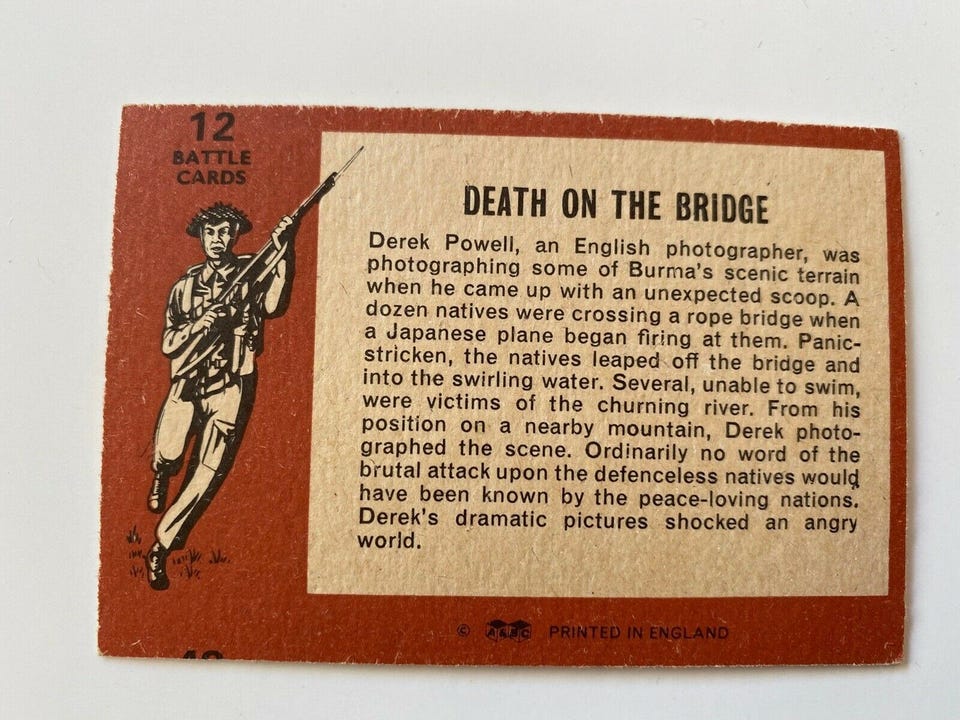 12
BATTLE
CARDS
DEATH ON THE BRIDGE
Derek Powell, an English photographer, was
photographing some of Burma's scenic terrain
when he came up with an unexpected scoop. A
dozen natives were crossing a rope bridge when
a Japanese plane began firing at them. Panic-
stricken, the natives leaped off the bridge and
into the swirling water. Several, unable to swim,
were victims of the churning river. From his
position on a nearby mountain, Derek photo-
graphed the scene. Ordinarily no word of the
brutal attack upon the defenceless natives would
have been known by the peace-loving nations.
Derek's dramatic pictures shocked an angry
world.
© A&BC PRINTED IN ENGLAND